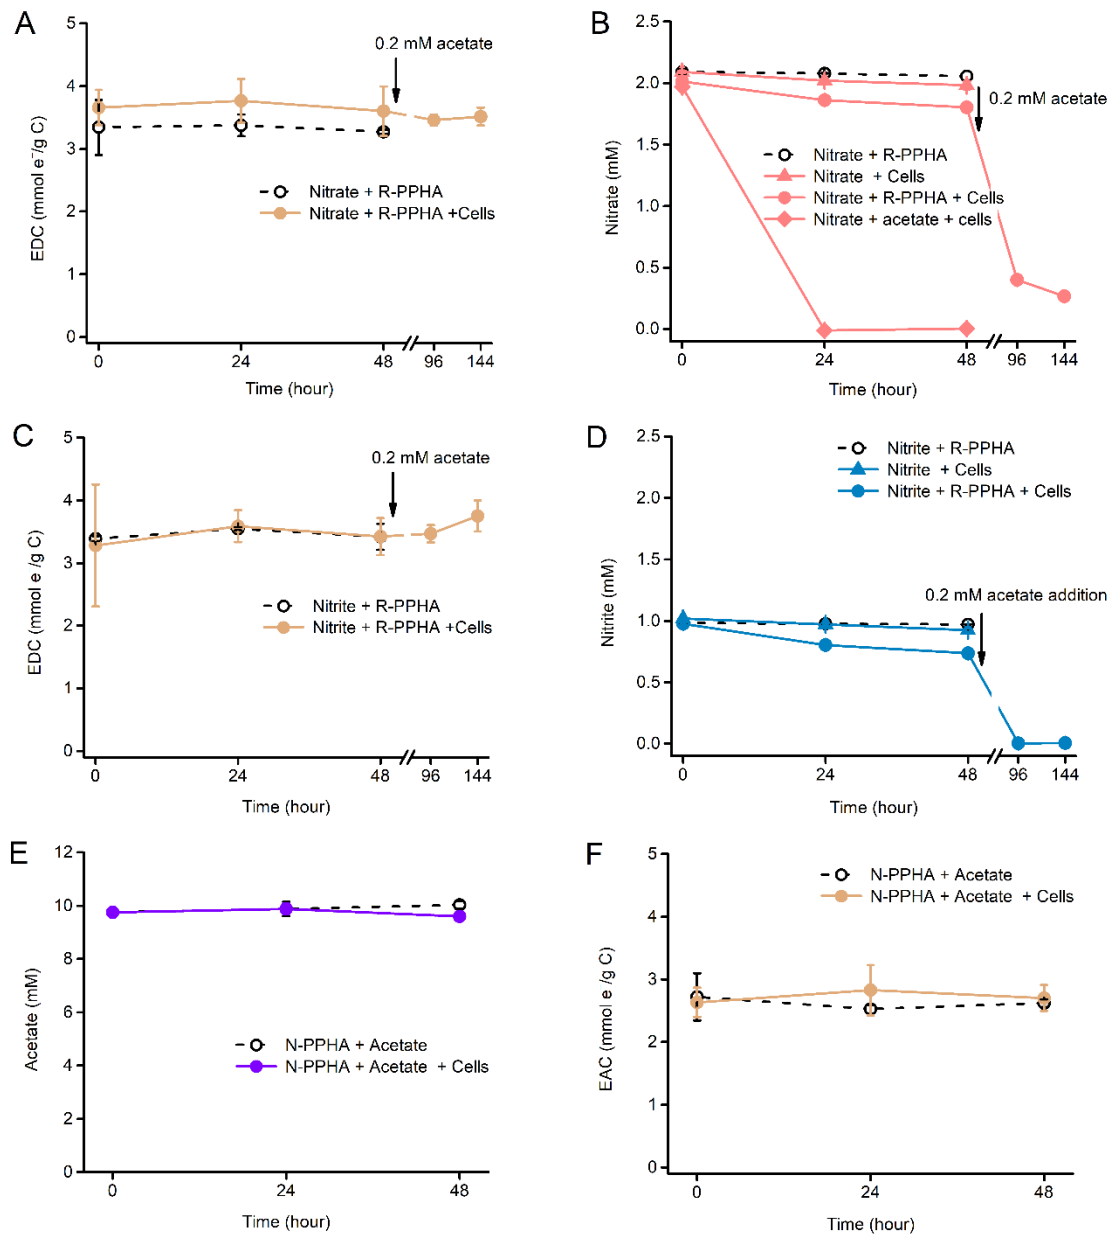 A
EDC (mmol e⁻/g C)
5
4
3
2
1
0
0.2 mM acetate
Nitrate + R-PPHA
Nitrate + R-PPHA +Cells
0 24 48 96 144
Time (hour)
B
Nitrate (mM)
2.5
2.0
1.5
1.0
0.5
0.0
0.2 mM acetate
Nitrate + R-PPHA
Nitrate + Cells
Nitrate + R-PPHA + Cells
Nitrate + acetate + cells
0 24 48 96 144
Time (hour)
C
EDC (mmol e /g C)
5
4
3
2
1
0
0.2 mM acetate
Nitrite + R-PPHA
Nitrite + R-PPHA +Cells
0 24 48 96 144
Time (hour)
D
Nitrite (mM)
2.5
2.0
1.5
1.0
0.5
0.0
Nitrite + R-PPHA
Nitrite + Cells
Nitrite + R-PPHA + Cells
0.2 mM acetate addition
0 24 48 96 144
Time (hour)
E
Acetate (mM)
12
10
8
6
4
2
0
N-PPHA + Acetate
N-PPHA + Acetate + Cells
0 24 48
Time (hour)
F
EAC (mmol e /g C)
5
4
3
2
1
0
N-PPHA + Acetate
N-PPHA + Acetate + Cells
0 24 48
Time (hour)